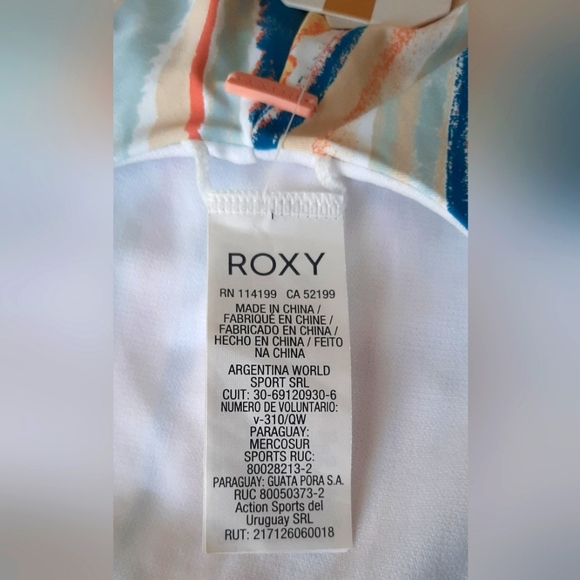 ROXY
RN 114199 CA 52199
MADE IN CHINA /
FABRIQUÉ EN CHINE /
FABRICADO EN CHINA /
HECHO EN CHINA / FEITO
NA CHINA
ARGENTINA WORLD
SPORT SRL
CUIT: 30-69120930-6
NUMERO DE VOLUNTARIO:
v-310/QW
PARAGUAY:
MERCOSUR
SPORTS RUC:
80028213-2
PARAGUAY: GUATA PORA S.A.
RUC 80050373-2
Action Sports del
Uruguay SRL
RUT: 217126060018